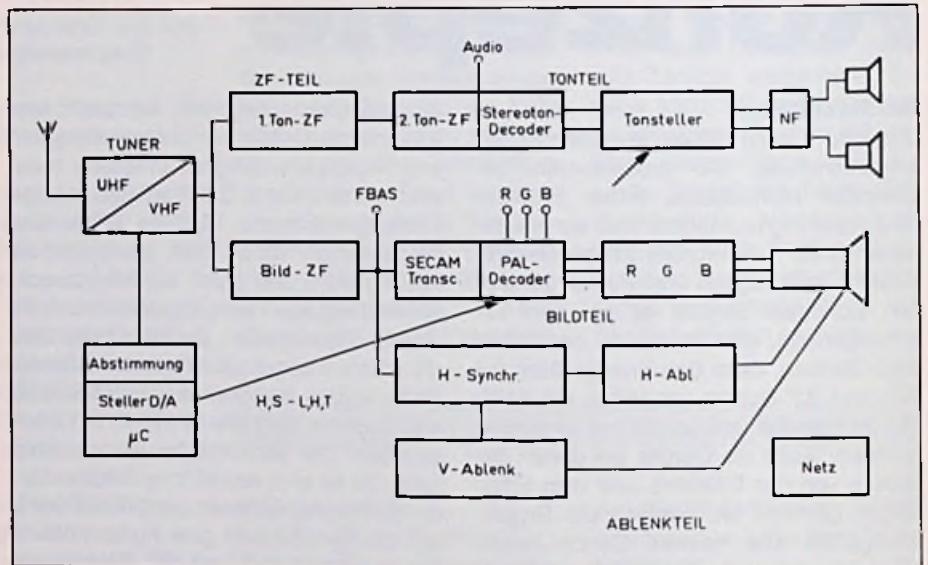 Audio
ZF-TEIL
TONTEIL
1. Ton-ZF
2. Ton-ZF
Stereoton-
Decoder
Tonsteller
NF
TUNER
UHF
VHF
FBAS
R G B
Bild-ZF
SECAM
Transc
PAL-
Decoder
R G B
BILDTEIL
Abstimmung
Steller D/A
µC
H,S-L,H,T
H-Synchr.
H-Abl.
V-Ablenk.
Netz
ABLENKTEIL